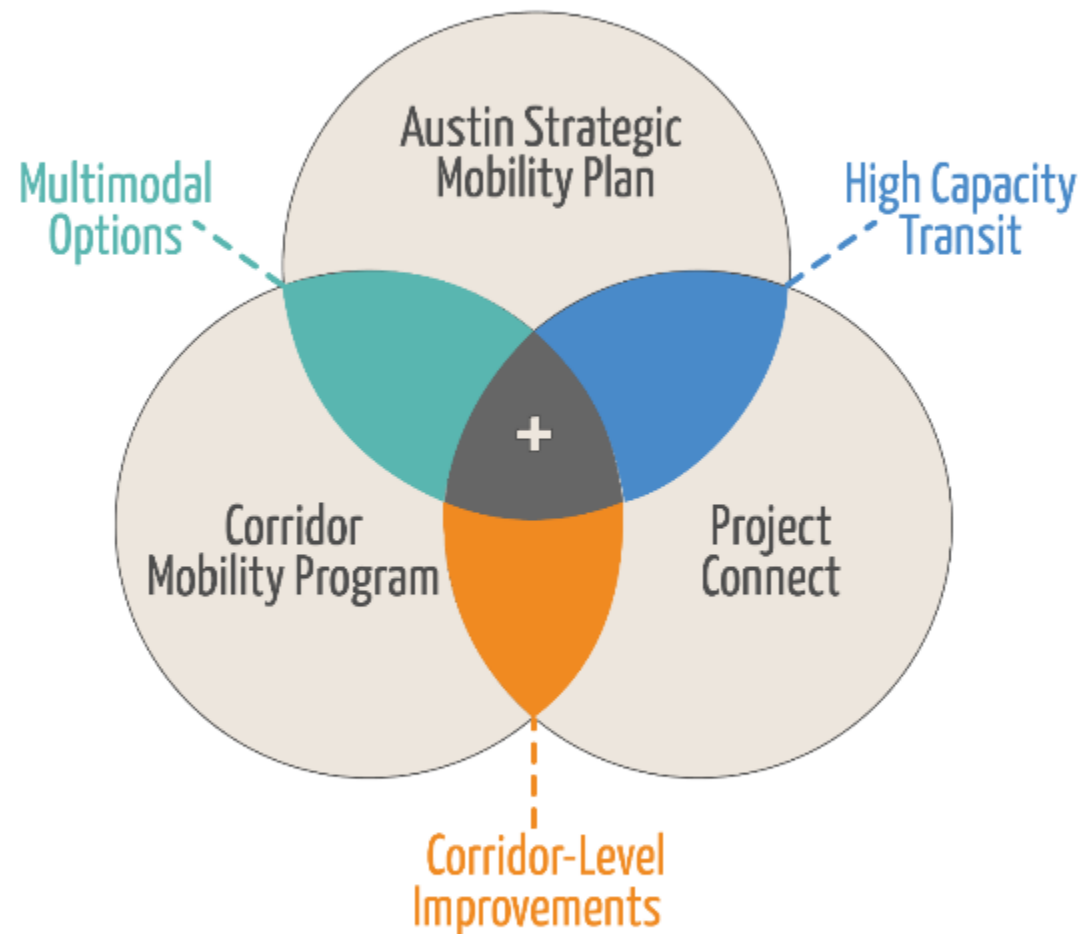 Austin Strategic
Mobility Plan
Multimodal
Options
High Capacity
Transit
+
Corridor
Mobility Program
Project
Connect
Corridor-Level
Improvements